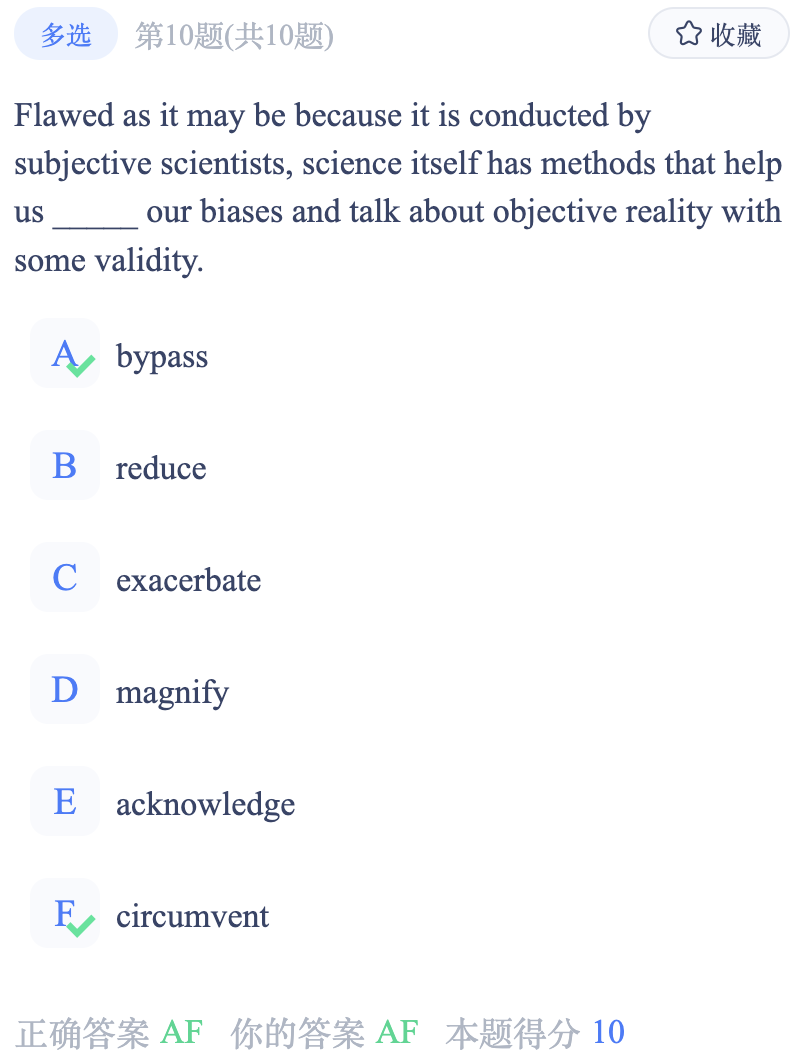 多选 第10题(共10题) 收藏
Flawed as it may be because it is conducted by
subjective scientists, science itself has methods that help
us _____ our biases and talk about objective reality with
some validity.
A bypass
B reduce
C exacerbate
D magnify
E acknowledge
F circumvent
正确答案 AF 你的答案 AF 本题得分 10